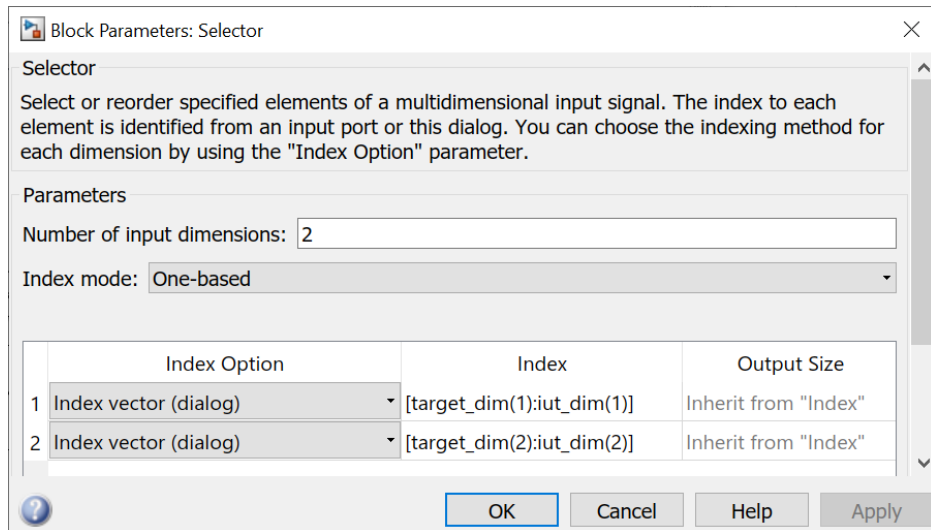 Block Parameters: Selector
Selector
Select or reorder specified elements of a multidimensional input signal. The index to each
element is identified from an input port or this dialog. You can choose the indexing method for
each dimension by using the "Index Option" parameter.
Parameters
Number of input dimensions: 2
Index mode: One-based
Index Option Index Output Size
1 Index vector (dialog) [target_dim(1):iut_dim(1)] Inherit from "Index"
2 Index vector (dialog) [target_dim(2):iut_dim(2)] Inherit from "Index"
? OK Cancel Help Apply